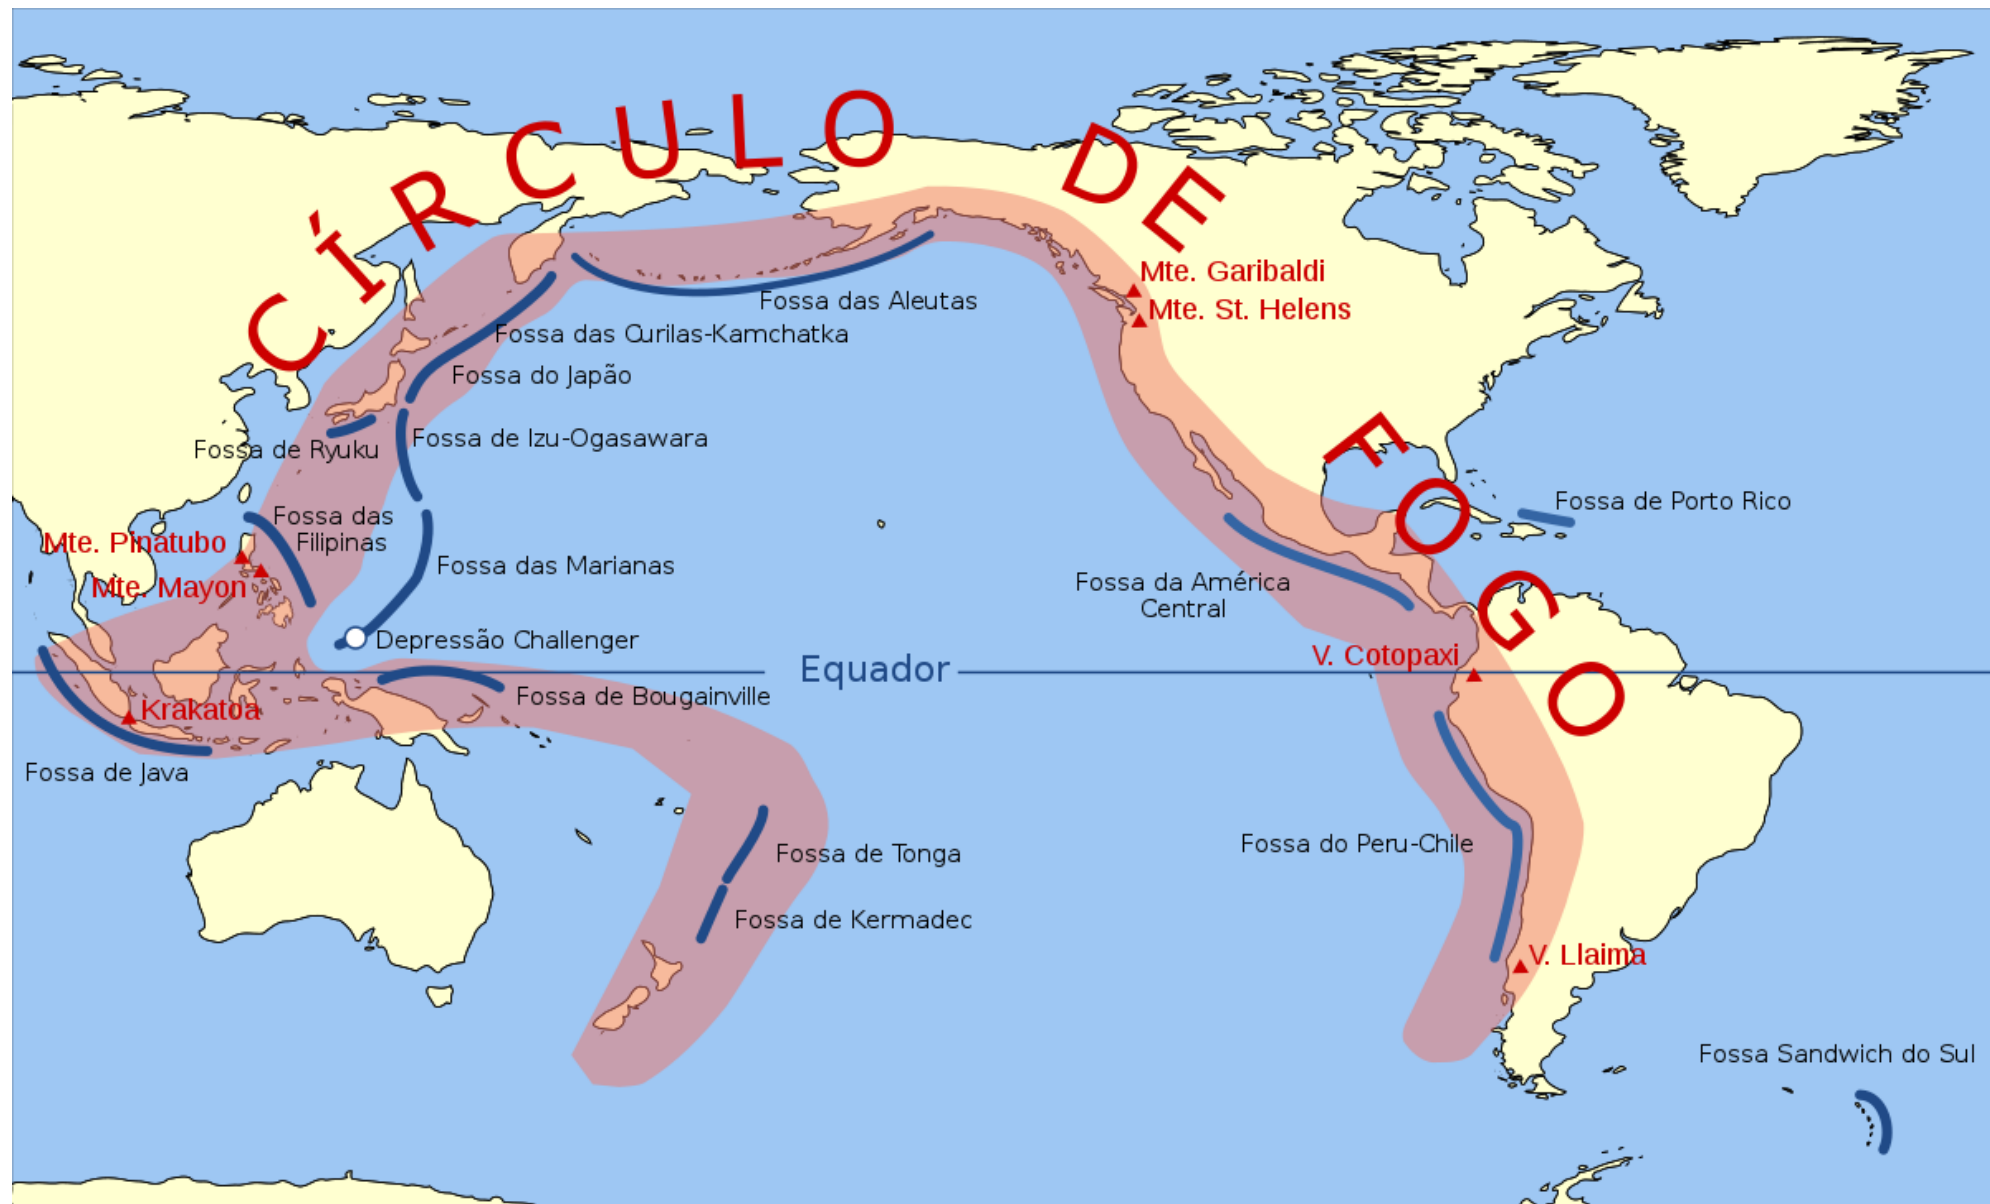 CÍRCULO DE FOGO
Mte. Garibaldi
Mte. St. Helens
Fossa das Aleutas
Fossa das Curilas-Kamchatka
Fossa do Japão
Fossa de Izu-Ogasawara
Fossa de Ryuku
Fossa de Porto Rico
Fossa das
Filipinas
Mte. Pinatubo
Mte. Mayon
Fossa das Marianas
Fossa da América
Central
Depressão Challenger
Equador
V. Cotopaxi
Fossa de Bougainville
Krakatoa
Fossa de Java
Fossa do Peru-Chile
Fossa de Tonga
Fossa de Kermadec
V. Llaima
Fossa Sandwich do Sul